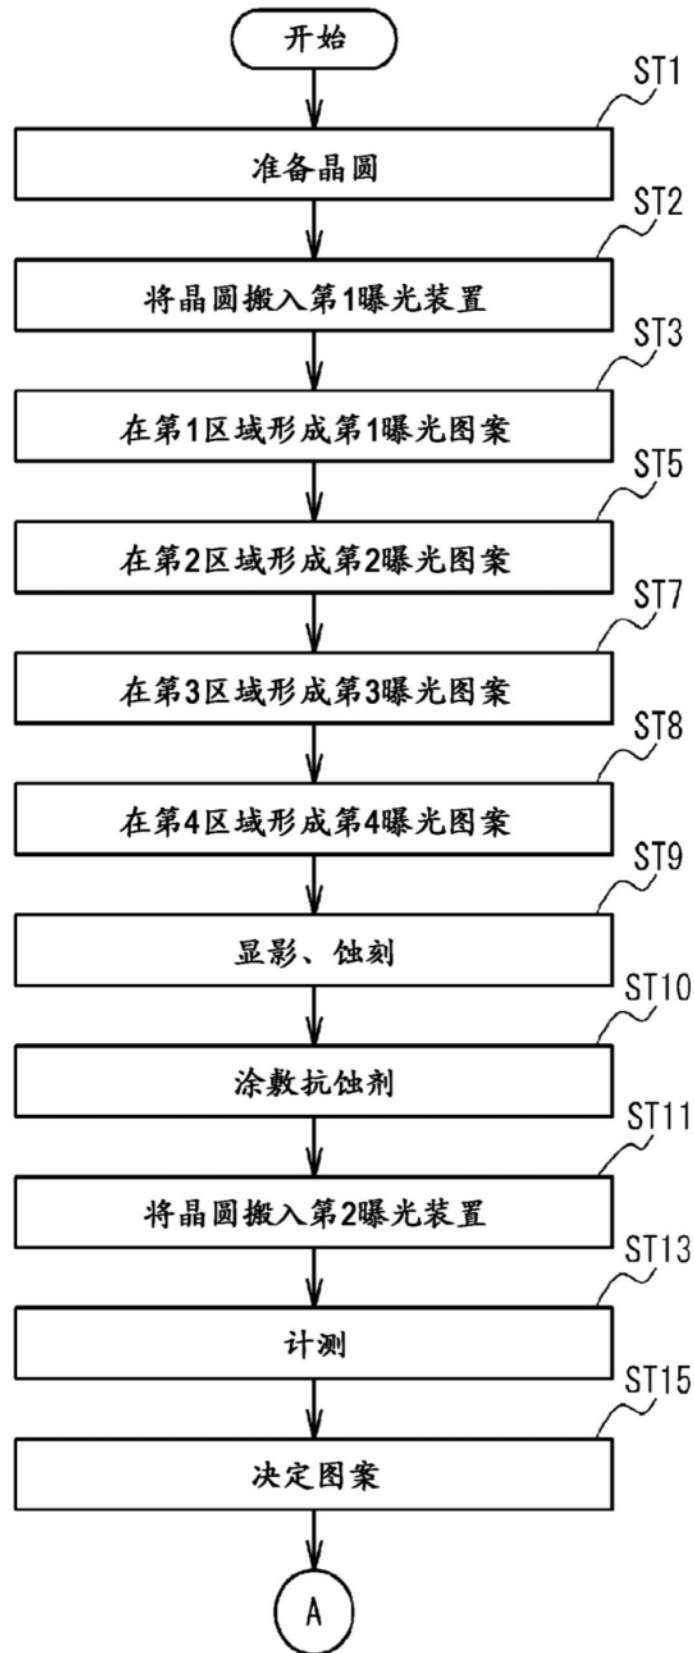 开始
ST1
准备晶圆
ST2
将晶圆搬入第1曝光装置
ST3
在第1区域形成第1曝光图案
ST5
在第2区域形成第2曝光图案
ST7
在第3区域形成第3曝光图案
ST8
在第4区域形成第4曝光图案
ST9
显影、蚀刻
ST10
涂敷抗蚀剂
ST11
将晶圆搬入第2曝光装置
ST13
计测
ST15
决定图案
A